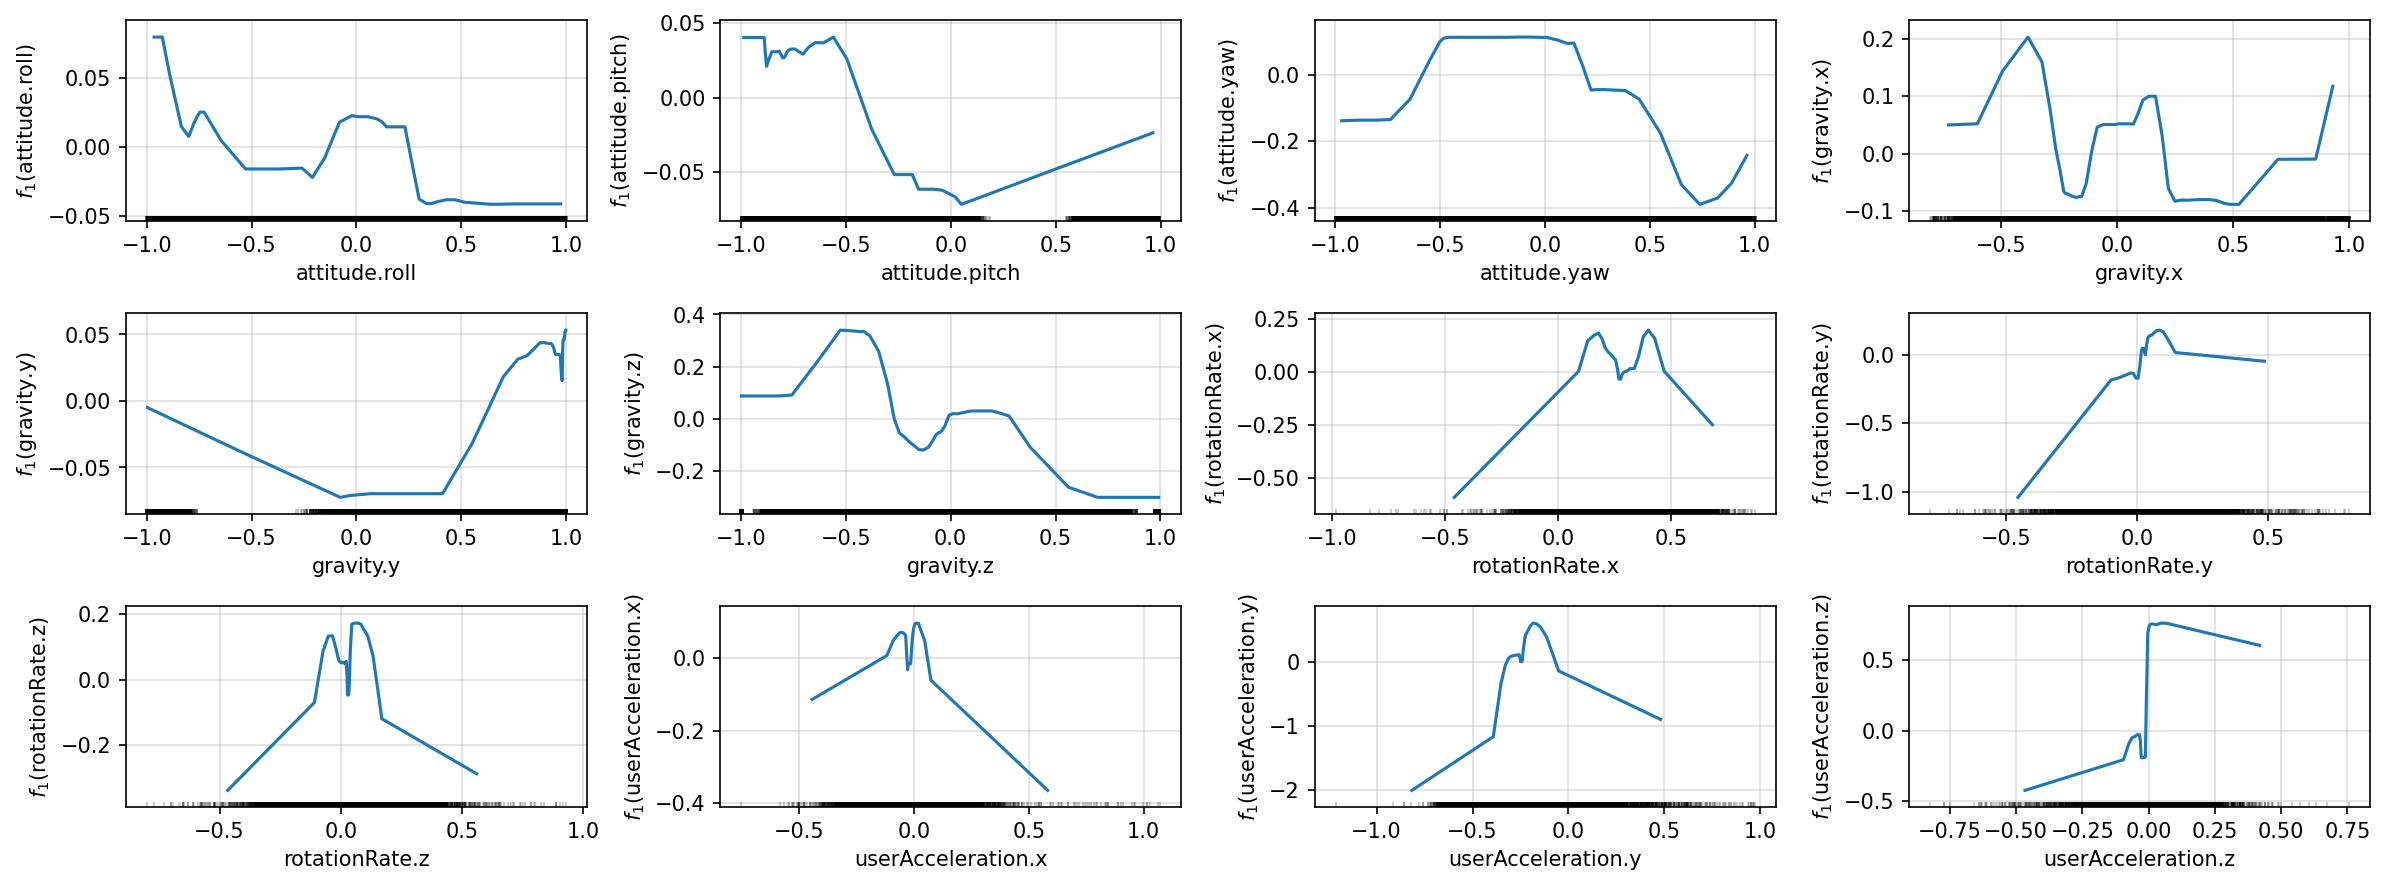 f1(attitude.roll)
0.05
0.00
−0.05
−1.0 −0.5 0.0 0.5 1.0
attitude.roll
f1(attitude.pitch)
0.05
0.00
−0.05
−1.0 −0.5 0.0 0.5 1.0
attitude.pitch
f1(attitude.yaw)
0.0
−0.2
−0.4
−1.0 −0.5 0.0 0.5 1.0
attitude.yaw
f1(gravity.x)
0.2
0.1
0.0
−0.1
−0.5 0.0 0.5 1.0
gravity.x
f1(gravity.y)
0.05
0.00
−0.05
−1.0 −0.5 0.0 0.5 1.0
gravity.y
f1(gravity.z)
0.4
0.2
0.0
−0.2
−1.0 −0.5 0.0 0.5 1.0
gravity.z
f1(rotationRate.x)
0.25
0.00
−0.25
−0.50
−1.0 −0.5 0.0 0.5
rotationRate.x
f1(rotationRate.y)
0.0
−0.5
−1.0
−0.5 0.0 0.5
rotationRate.y
f1(rotationRate.z)
0.2
0.0
−0.2
−0.5 0.0 0.5 1.0
rotationRate.z
f1(userAcceleration.x)
0.0
−0.2
−0.4
−0.5 0.0 0.5 1.0
userAcceleration.x
f1(userAcceleration.y)
0
−1
−2
−1.0 −0.5 0.0 0.5 1.0
userAcceleration.y
f1(userAcceleration.z)
0.5
0.0
−0.5
−0.75 −0.50 −0.25 0.00 0.25 0.50 0.75
userAcceleration.z